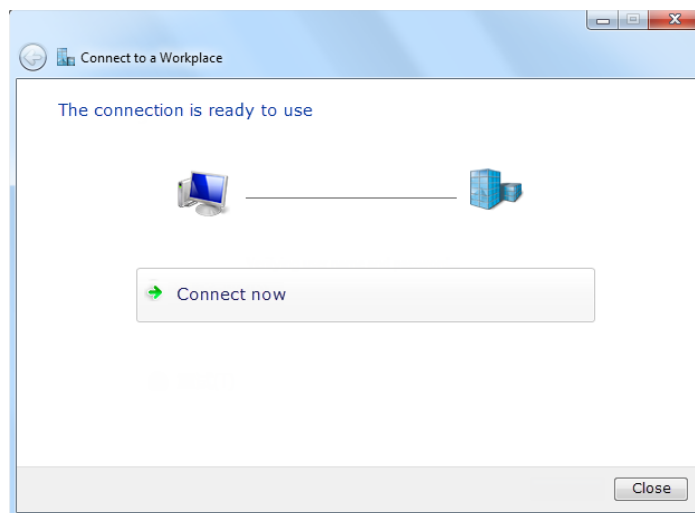 Connect to a Workplace
The connection is ready to use
Connect now
Close